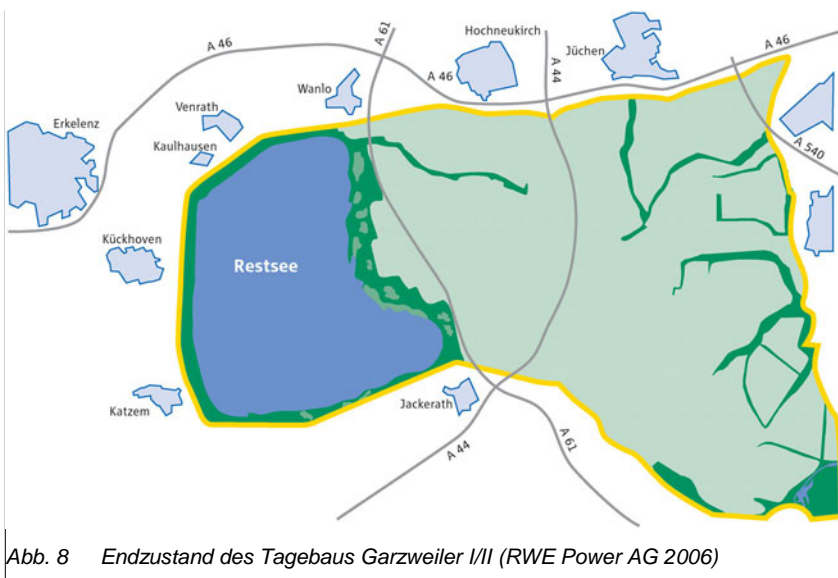 A 46
A 61
Hochneukirch
A 44
Jüchen
A 46
Wanlo
A 46
Venrath
Erkelenz
Kaulhausen
A 540
Kückhoven
Restsee
Katzem
Jackerath
A 44
A 61
Abb. 8 Endzustand des Tagebaus Garzweiler I/II (RWE Power AG 2006)